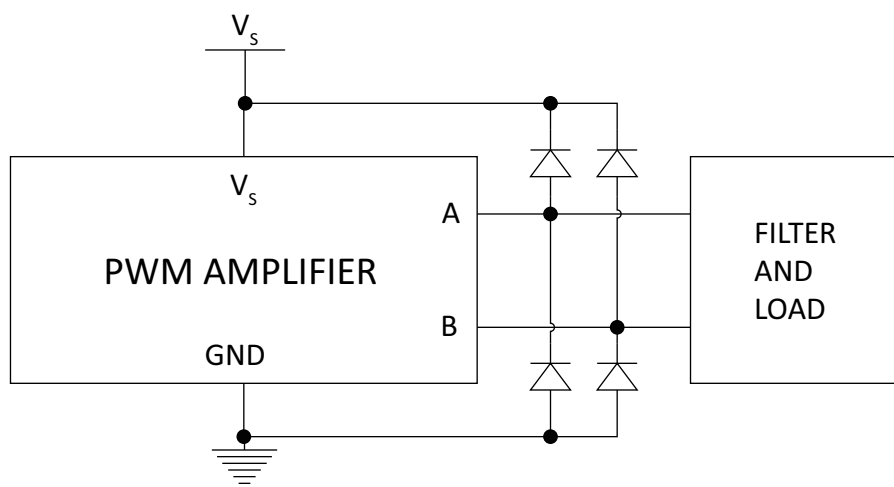 Vs
Vs
A
PWM AMPLIFIER
B
GND
FILTER
AND
LOAD